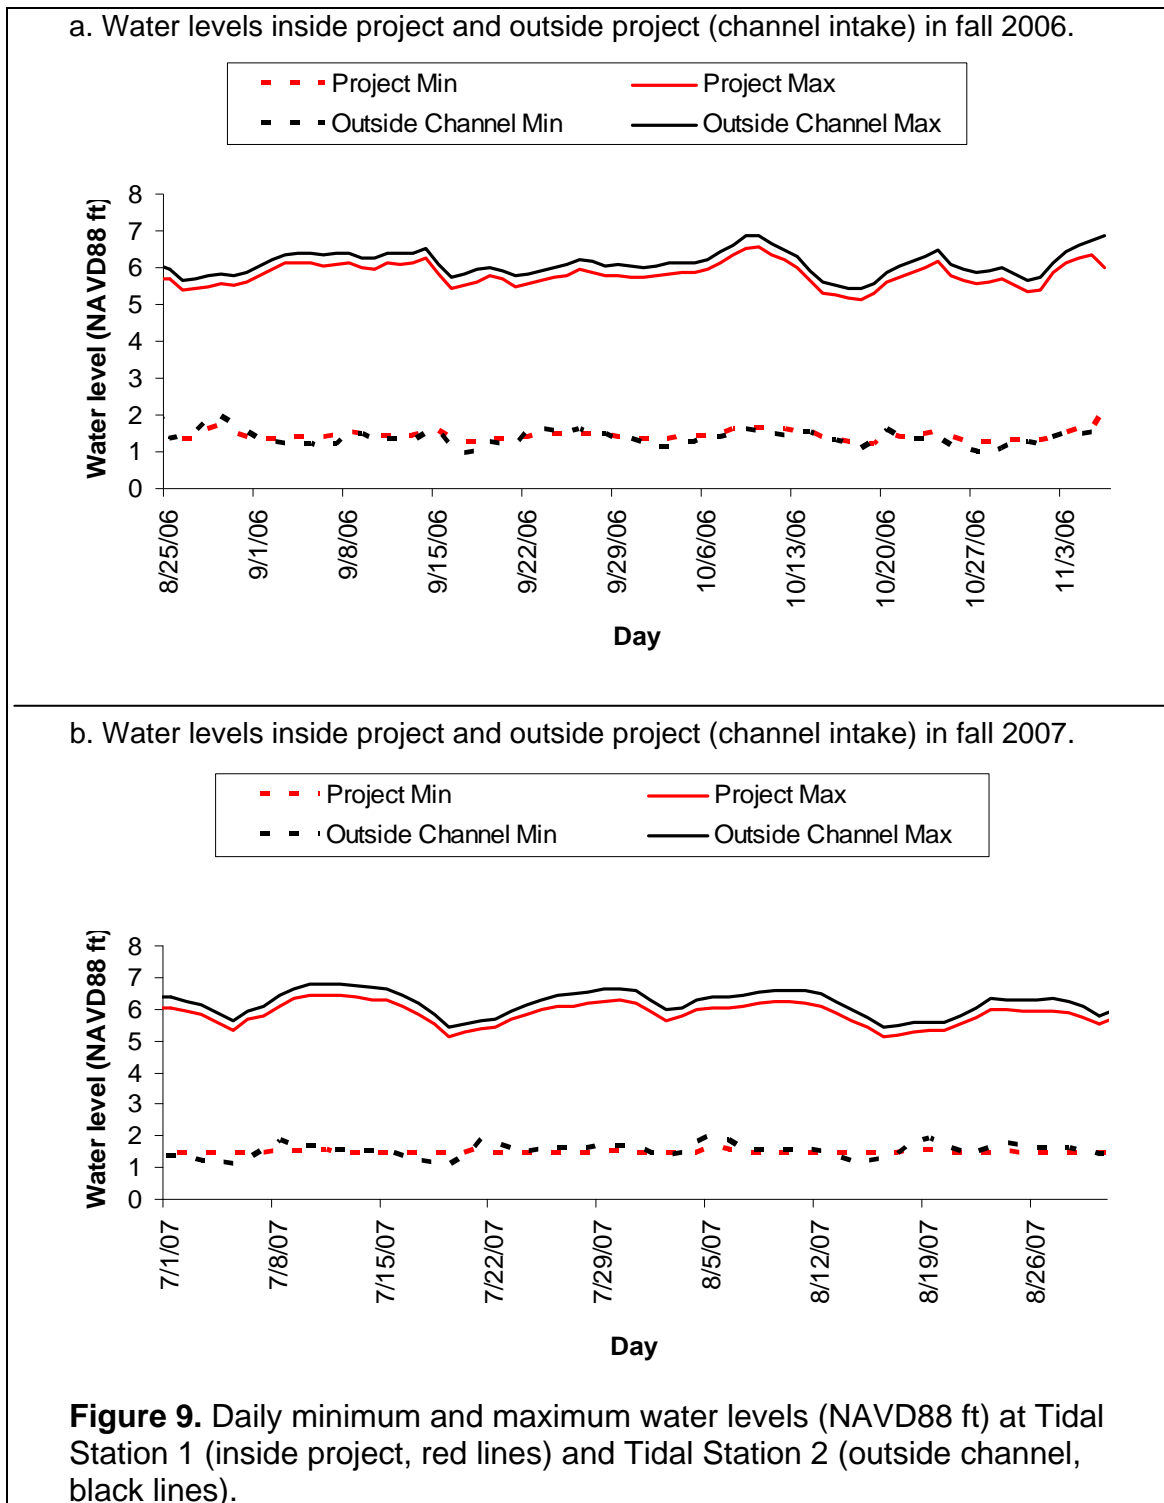 a. Water levels inside project and outside project (channel intake) in fall 2006.
Project Min Project Max
Outside Channel Min Outside Channel Max
Water level (NAVD88 ft)
8
7
6
5
4
3
2
1
0
8/25/06 9/1/06 9/8/06 9/15/06 9/22/06 9/29/06 10/6/06 10/13/06 10/20/06 10/27/06 11/3/06
Day
b. Water levels inside project and outside project (channel intake) in fall 2007.
Project Min Project Max
Outside Channel Min Outside Channel Max
Water level (NAVD88 ft)
8
7
6
5
4
3
2
1
0
7/1/07 7/8/07 7/15/07 7/22/07 7/29/07 8/5/07 8/12/07 8/19/07 8/26/07
Day
Figure 9. Daily minimum and maximum water levels (NAVD88 ft) at Tidal
Station 1 (inside project, red lines) and Tidal Station 2 (outside channel,
black lines).